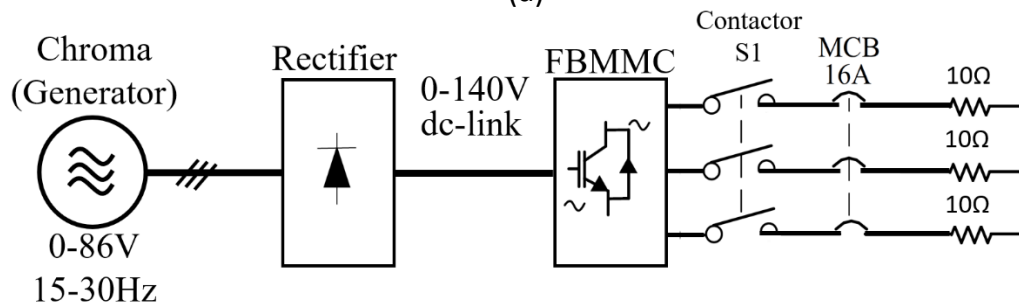 (a)
Chroma
(Generator)
0-86V
15-30Hz
Rectifier
0-140V
dc-link
FBMMC
Contactor
S1
MCB
16A
10Ω
10Ω
10Ω